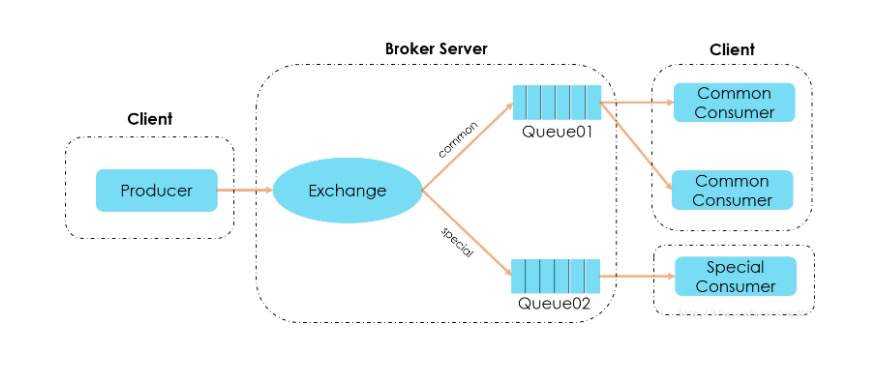 Broker Server
Client
Client
Producer
Exchange
common
special
Queue01
Queue02
Common
Consumer
Common
Consumer
Special
Consumer